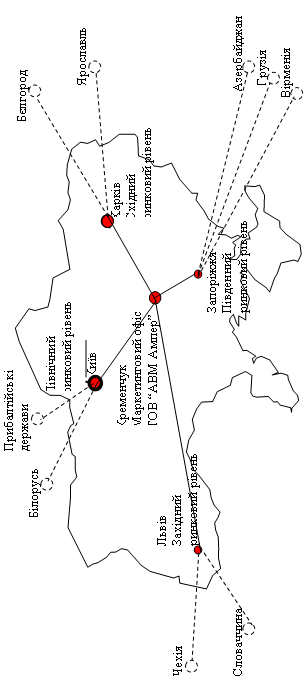 Ярославль
Бєлгород
Азербайджан
Грузія
Вірменія
Харків
Східний
ринковий рівень
Запоріжжя
Південний
ринковий рівень
Київ
Північний
ринковий рівень
Кременчук
Маркетинговий офіс
ТОВ “АВМ Ампер”
Прибалтійські
держави
Білорусь
Львів
Західний
ринковий рівень
Чехія
Словаччина